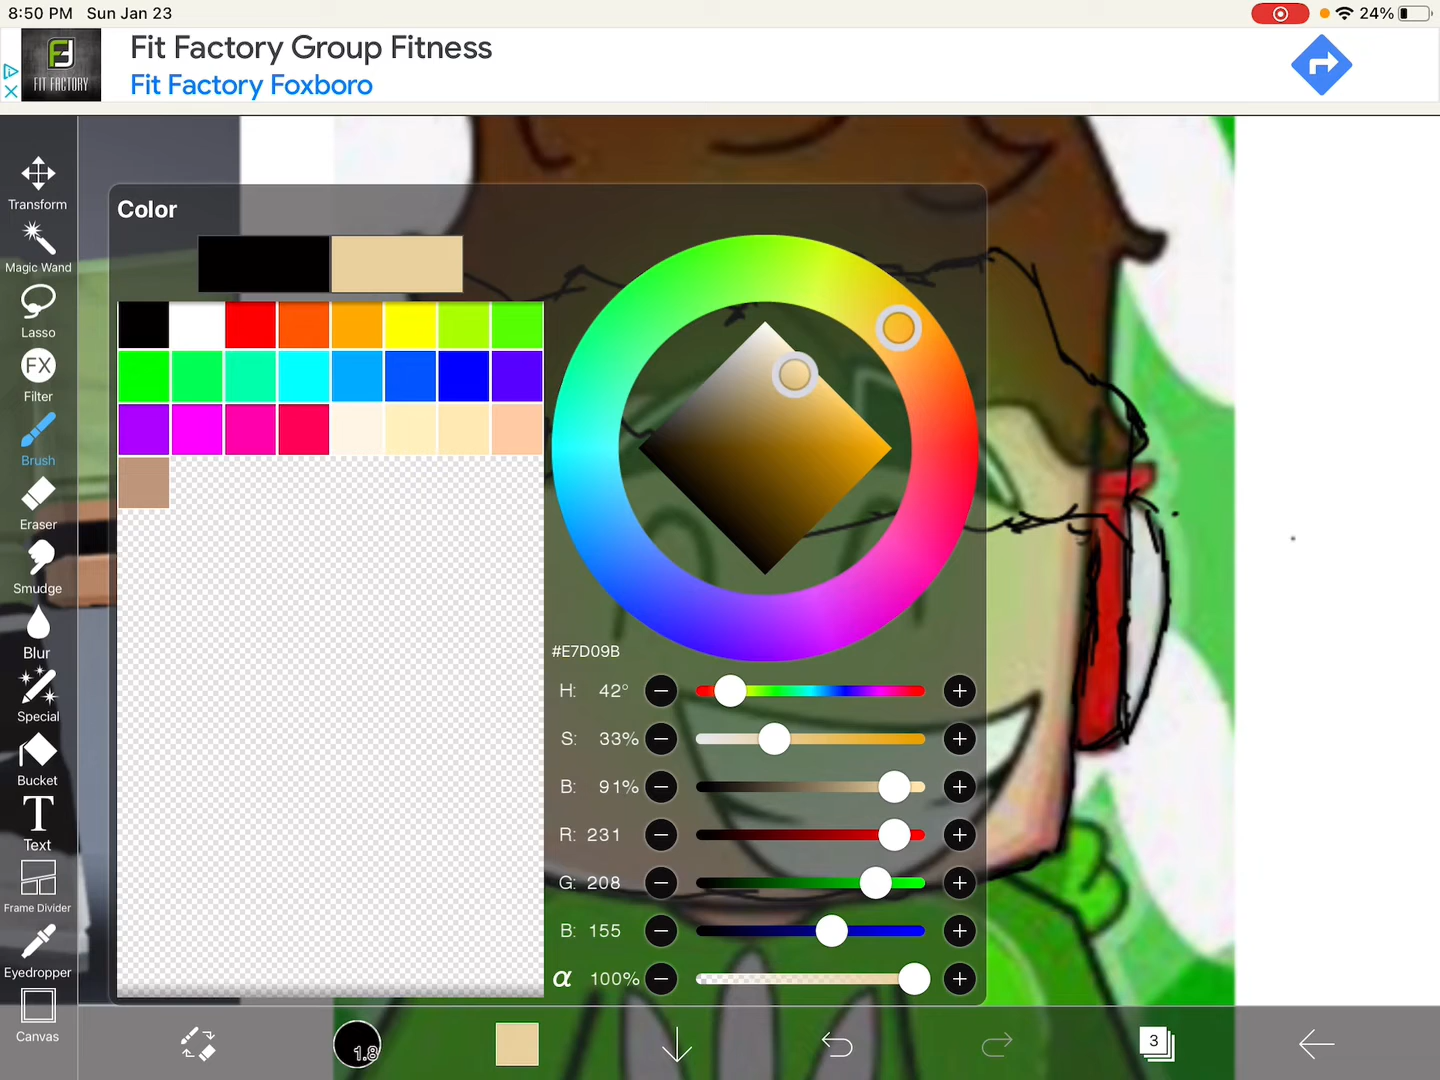 8:50 PM Sun Jan 23
24%
Fit Factory Group Fitness
Fit Factory Foxboro
FIT FACTORY
Transform
Magic Wand
Lasso
FX
Filter
Brush
Eraser
Smudge
Blur
Special
Bucket
T
Text
Frame Divider
Eyedropper
Canvas
Color
#E7D09B
H: 42°
S: 33%
B: 91%
R: 231
G: 208
B: 155
α 100%
1.8
3